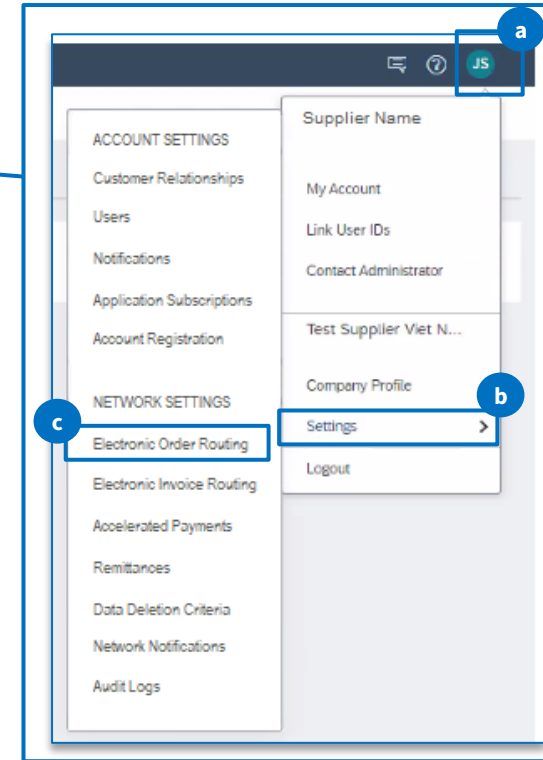 a
JS
ACCOUNT SETTINGS
Customer Relationships
Users
Notifications
Application Subscriptions
Account Registration
NETWORK SETTINGS
c
Electronic Order Routing
Electronic Invoice Routing
Accelerated Payments
Remittances
Data Deletion Criteria
Network Notifications
Audit Logs
Supplier Name
My Account
Link User IDs
Contact Administrator
Test Supplier Viet N...
Company Profile
b
Settings
Logout